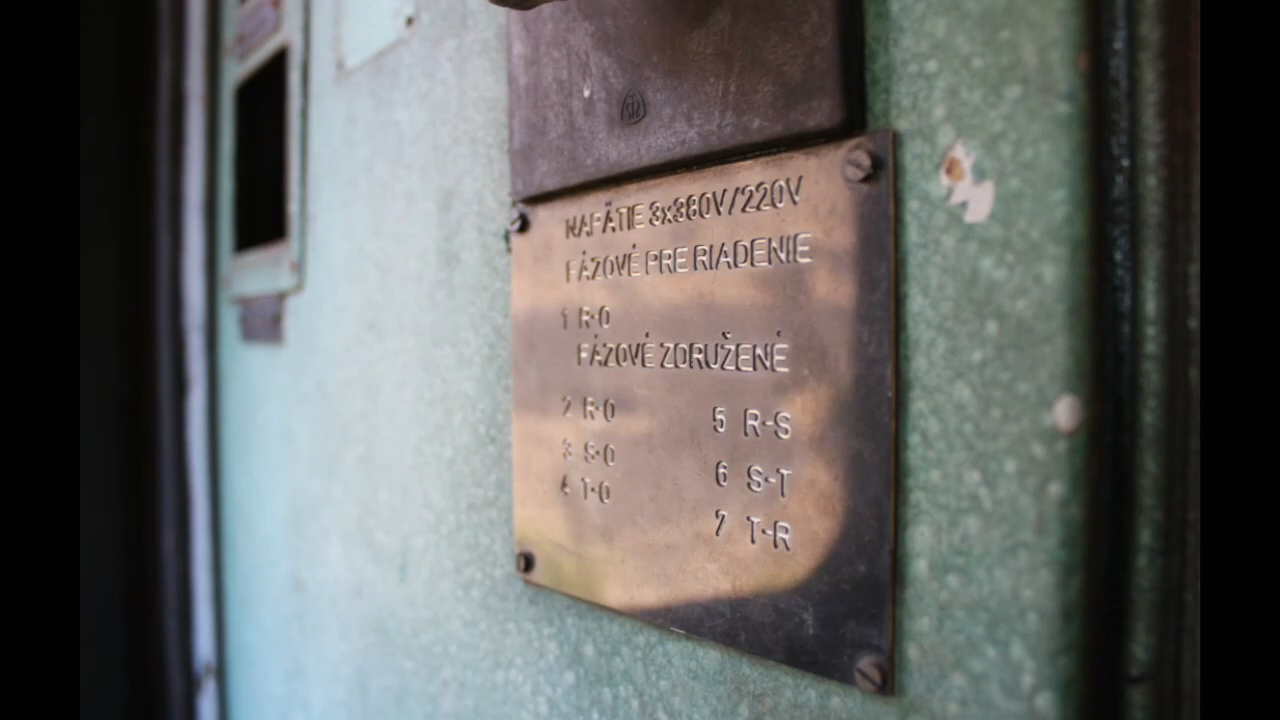 NAPÄTIE 3x380V/220V
FÁZOVÉ PRE RIADENIE
1 R-0
FÁZOVÉ ZDRUŽENÉ
2 R-0
3 S-0
4 T-0
5 R-S
6 S-T
7 T-R